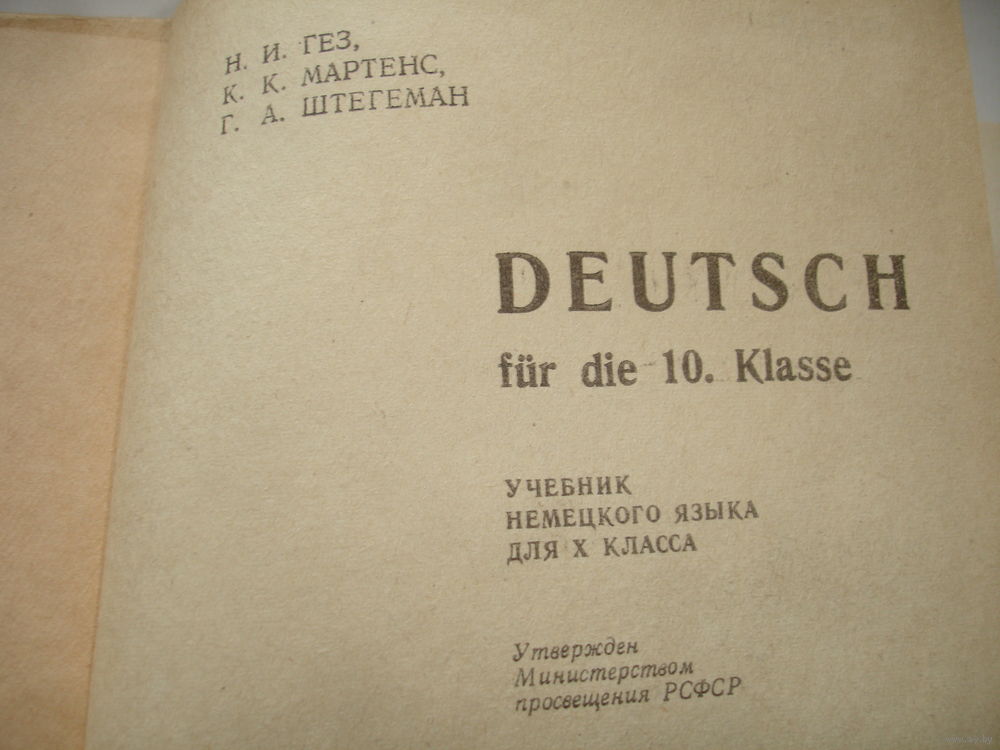 Н. И. ГЕЗ,
К. К. МАРТЕНС,
Г. А. ШТЕГЕМАН
DEUTSCH
für die 10. Klasse
УЧЕБНИК
НЕМЕЦКОГО ЯЗЫКА
ДЛЯ X КЛАССА
Утвержден
Министерством
просвещения РСФСР